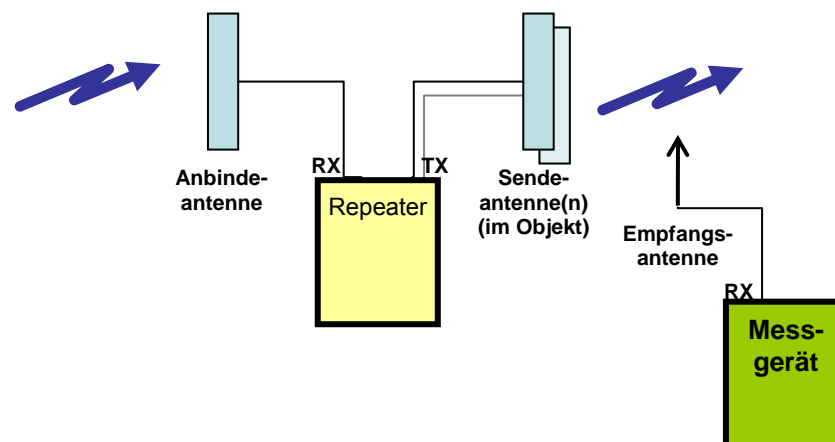 Anbinde-
antenne
RX
TX
Repeater
Sende-
antenne(n)
(im Objekt)
Empfangs-
antenne
RX
Mess-
gerät